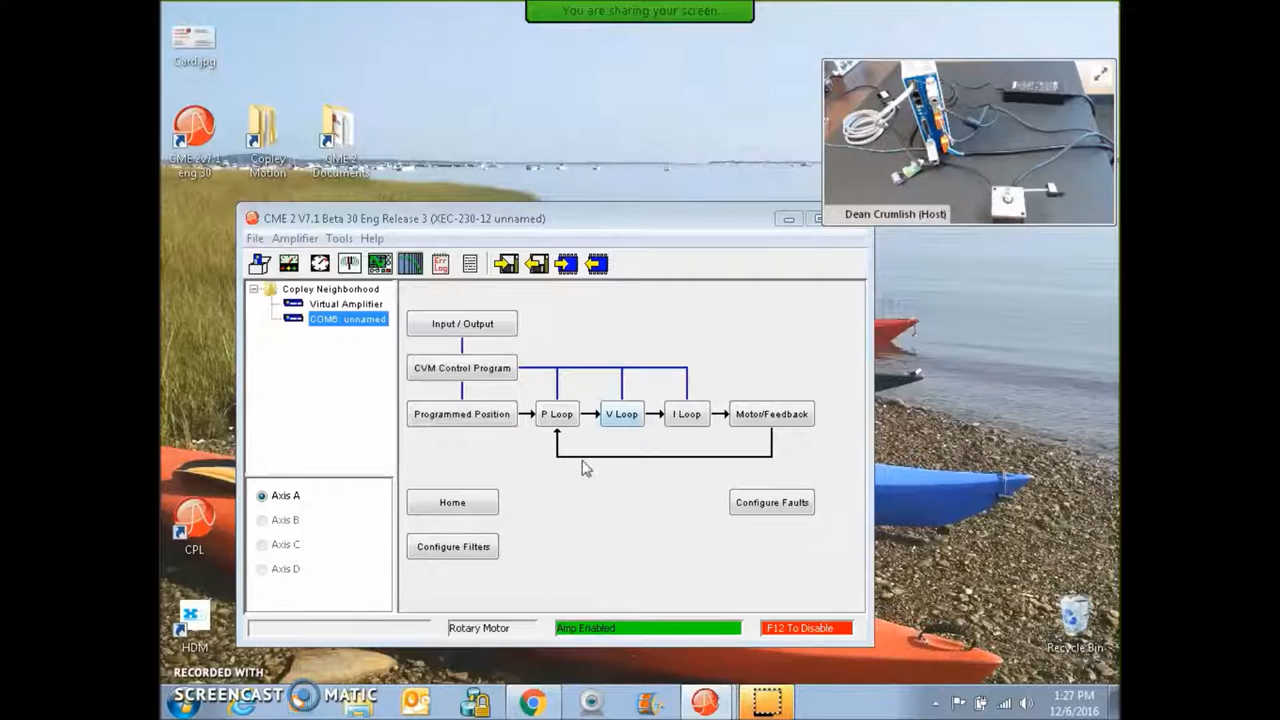 You are sharing your screen.
Card.jpg
CME 2 V7.1
eng 30
Copley
Motion
CME 2
Documents
Dean Crumlish (Host)
CME 2 V7.1 Beta 30 Eng Release 3 (XEC-230-12 unnamed)
File Amplifier Tools Help
Err
Log
Copley Neighborhood
Virtual Amplifier
COM6: unnamed
Input / Output
CVM Control Program
Programmed Position
P Loop
V Loop
I Loop
Motor/Feedback
Home
Configure Faults
Configure Filters
Axis A
Axis B
Axis C
Axis D
Rotary Motor
Amp Enabled
F12 To Disable
CPL
HDM
Recycle Bin
RECORDED WITH
SCREENCAST MATIC
1:27 PM
12/6/2016